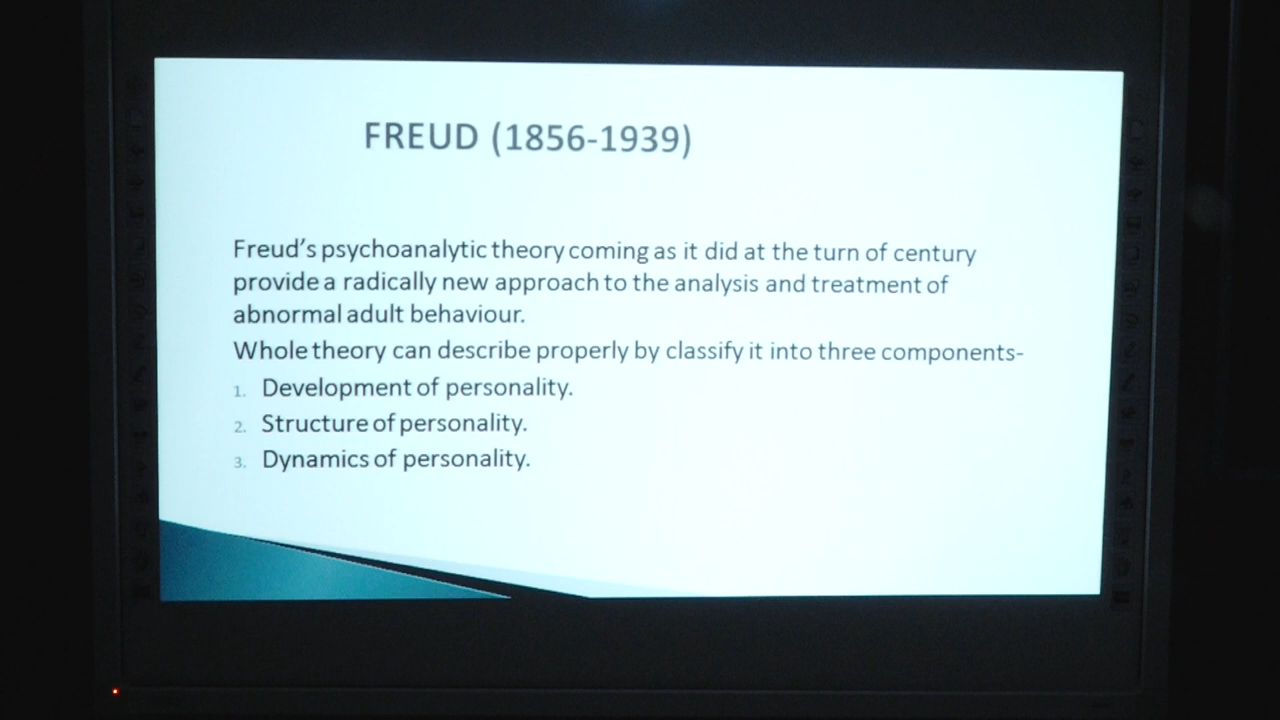 FREUD (1856-1939)
Freud's psychoanalytic theory coming as it did at the turn of century
provide a radically new approach to the analysis and treatment of
abnormal adult behaviour.
Whole theory can describe properly by classify it into three components-
1. Development of personality.
2. Structure of personality.
3. Dynamics of personality.